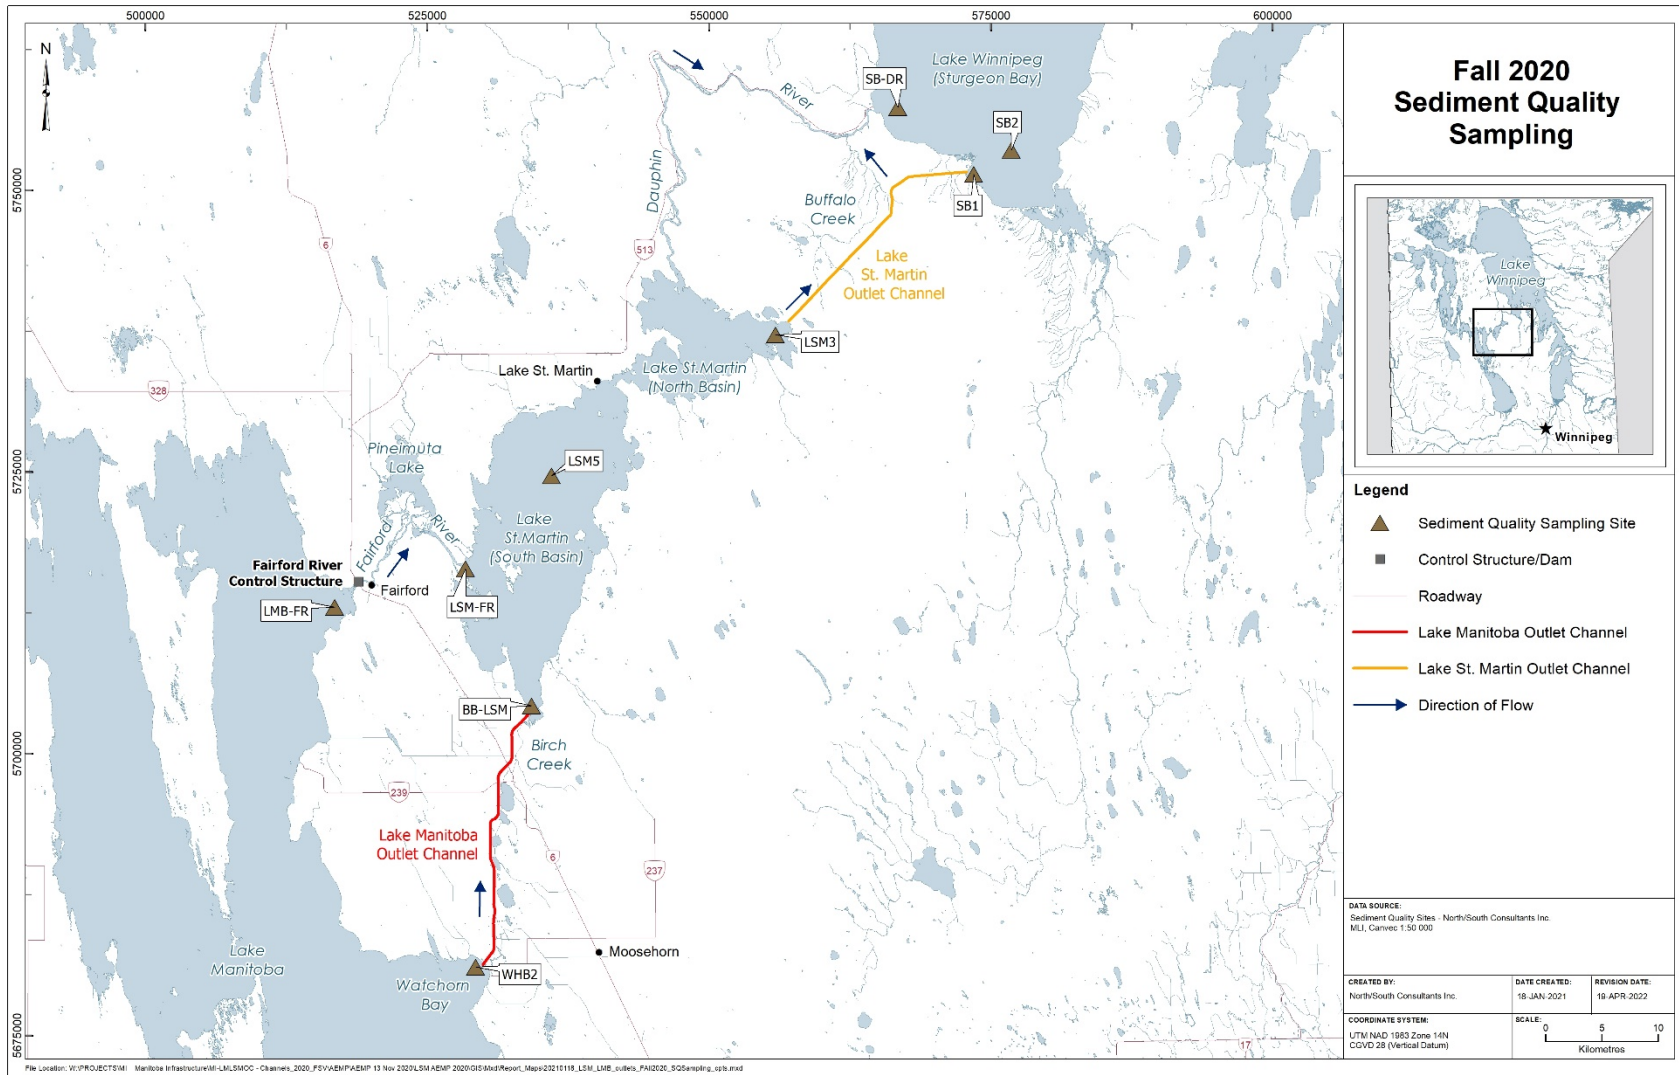 500000
525000
550000
575000
600000
5750000
5725000
5700000
5675000
N
Lake Winnipeg
(Sturgeon Bay)
SB-DR
SB2
SB1
River
Dauphin
Buffalo
Creek
6
513
Lake
St. Martin
Outlet Channel
LSM3
Lake St. Martin
Lake St.Martin
(North Basin)
328
Pineimuta
Lake
LSM5
Fairford
River
Lake
St.Martin
(South Basin)
Fairford River
Control Structure
Fairford
LMB-FR
LSM-FR
BB-LSM
Birch
Creek
239
Lake Manitoba
Outlet Channel
6
237
Moosehorn
Lake
Manitoba
Watchorn
Bay
WHB2
17
Fall 2020
Sediment Quality
Sampling
Lake
Winnipeg
Winnipeg
Legend
Sediment Quality Sampling Site
Control Structure/Dam
Roadway
Lake Manitoba Outlet Channel
Lake St. Martin Outlet Channel
Direction of Flow
DATA SOURCE:
Sediment Quality Sites - North/South Consultants Inc.
MLI, Canvec 1:50 000
CREATED BY:
North/South Consultants Inc.
DATE CREATED:
18-JAN-2021
REVISION DATE:
19-APR-2022
COORDINATE SYSTEM:
UTM NAD 1983 Zone 14N
CGVD 28 (Vertical Datum)
SCALE:
0 5 10
Kilometres